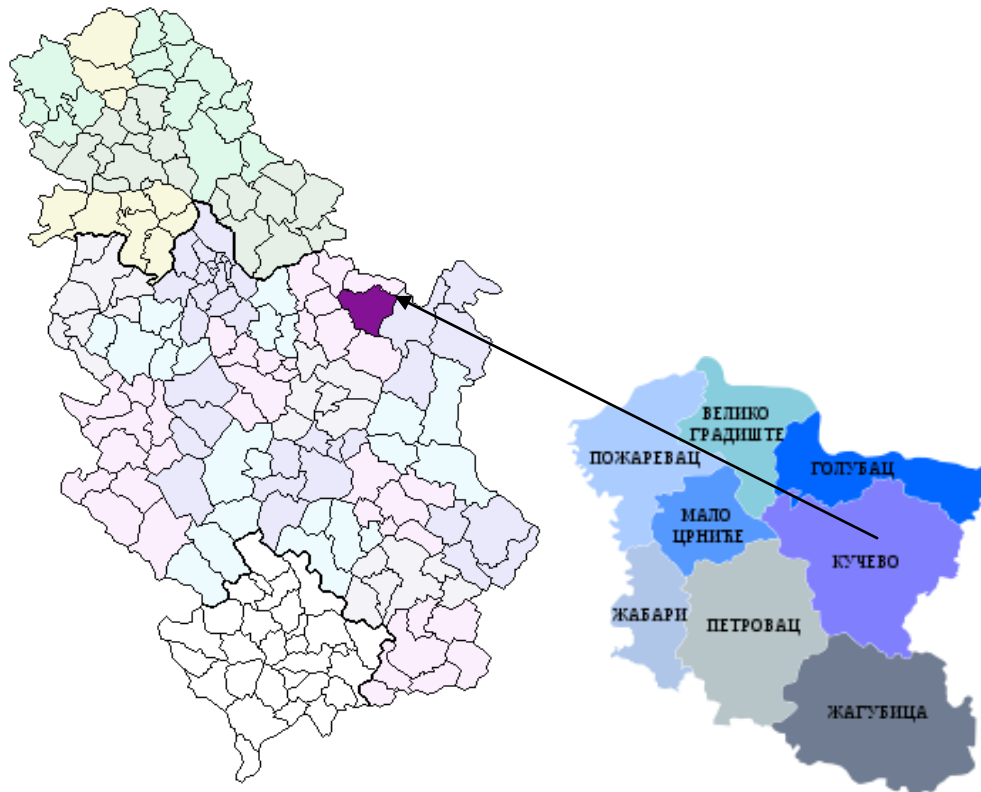 ВЕЛИКО
ГРАДИШТЕ
ПОЖАРЕВАЦ
ГОЛУБАЦ
МАЛО
ЦРНИЋЕ
КУЧЕВО
ЖАБАРИ
ПЕТРОВАЦ
ЖАГУБИЦА